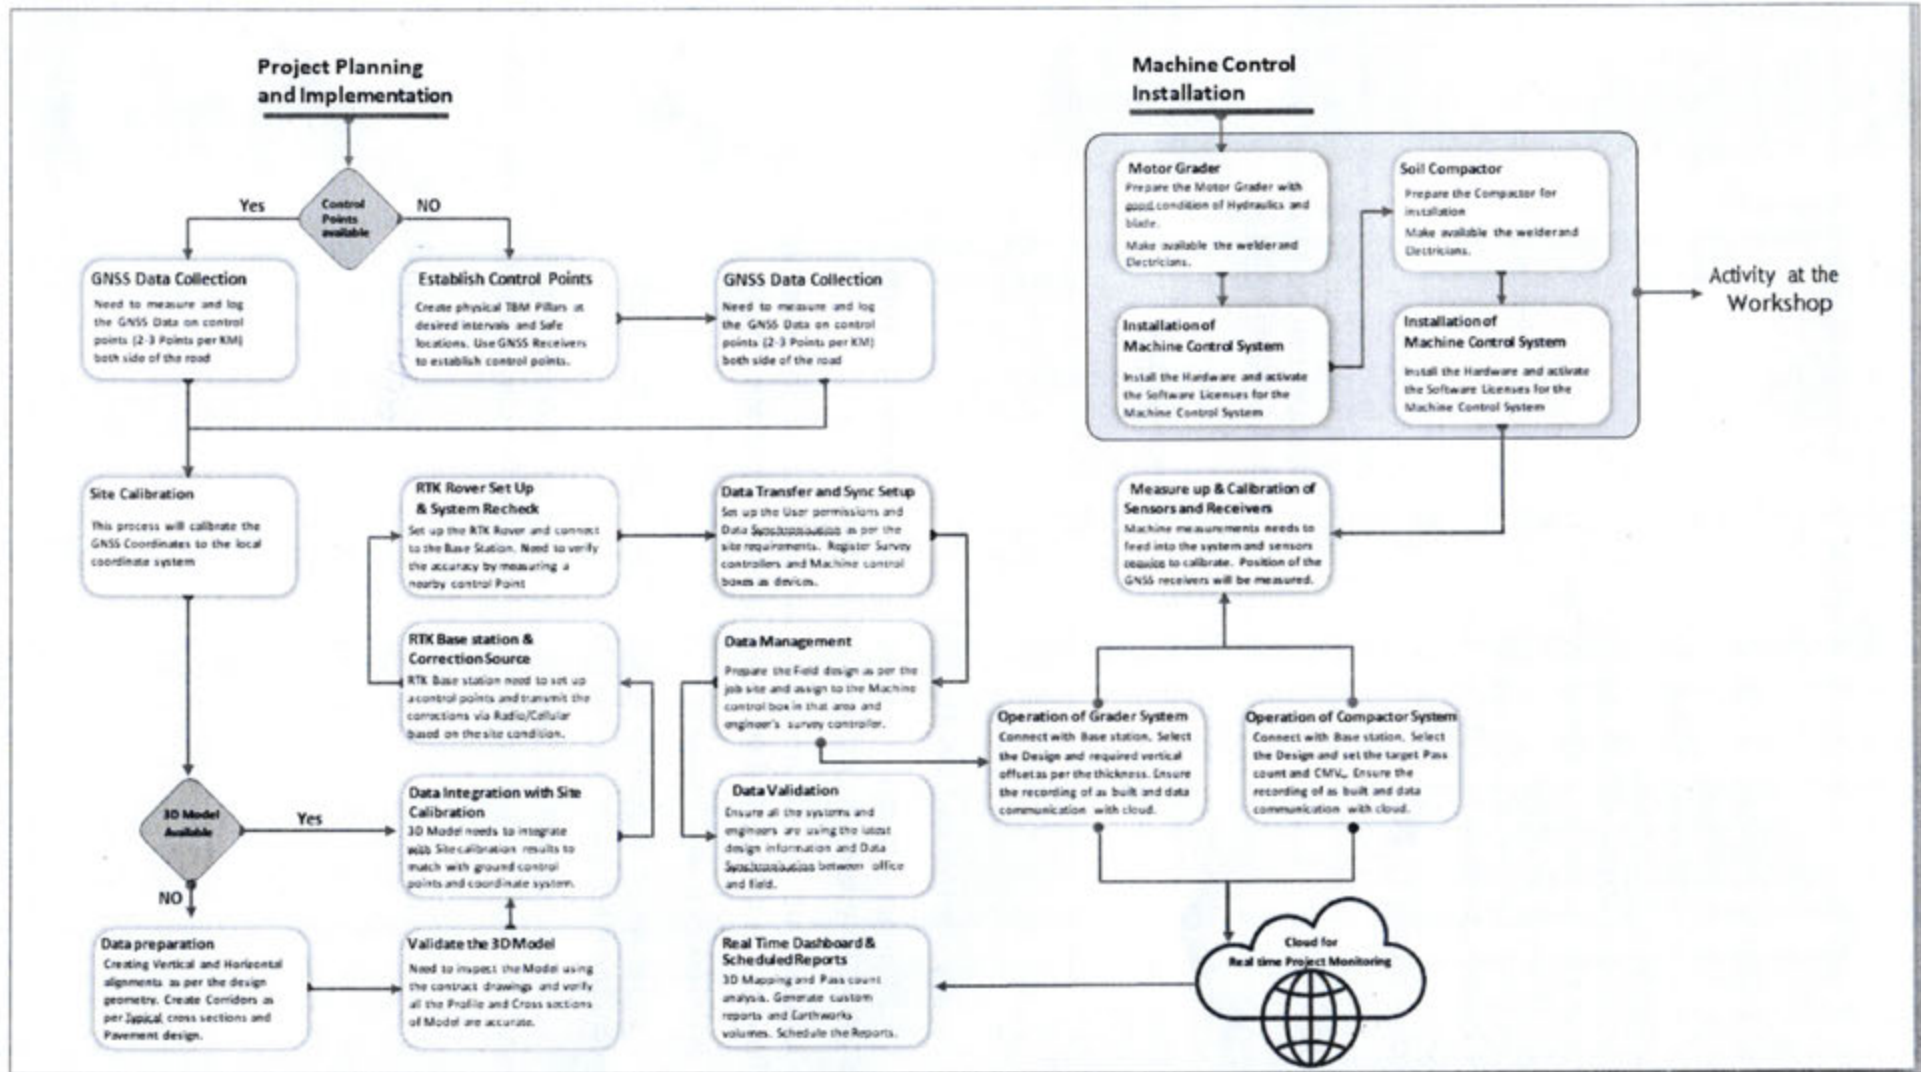 Project Planning
and Implementation
Control
Points
available
Yes
NO
GNSS Data Collection
Need to measure and log
the GNSS Data on control
points (2-3 Points per KM)
both side of the road
Establish Control Points
Create physical TBM Pillars at
desired intervals and Safe
locations. Use GNSS Receivers
to establish control points.
GNSS Data Collection
Need to measure and log
the GNSS Data on control
points (2-3 Points per KM)
both side of the road
Site Calibration
This process will calibrate the
GNSS Coordinates to the local
coordinate system
RTK Rover Set Up
& System Recheck
Set up the RTK Rover and connect
to the Base Station. Need to verify
the accuracy by measuring a
nearby control Point
Data Transfer and Sync Setup
Set up the User permissions and
Data Synchronisation as per the
site requirements. Register Survey
controllers and Machine control
boxes as devices.
RTK Base station &
Correction Source
RTK Base station need to set up
a control points and transmit the
corrections via Radio/Cellular
based on the site condition.
Data Management
Prepare the Field design as per the
job site and assign to the Machine
control box in that area and
engineer's survey controller.
3D Model
Available
Yes
NO
Data Integration with Site
Calibration
3D Model needs to integrate
with Site calibration results to
match with ground control
points and coordinate system.
Data Validation
Ensure all the systems and
engineers are using the latest
design information and Data
Synchronisation between office
and field.
Data preparation
Creating Vertical and Horizontal
alignments as per the design
geometry. Create Corridors as
per Typical cross sections and
Pavement design.
Validate the 3D Model
Need to inspect the Model using
the contract drawings and verify
all the Profile and Cross sections
of Model are accurate.
Real Time Dashboard &
Scheduled Reports
3D Mapping and Pass count
analysis. Generate custom
reports and Earthworks
volumes. Schedule the Reports.
Machine Control
Installation
Motor Grader
Prepare the Motor Grader with
good condition of Hydraulics and
blade.
Make available the welder and
Electricians.
Soil Compactor
Prepare the Compactor for
installation
Make available the welder and
Electricians.
Installation of
Machine Control System
Install the Hardware and activate
the Software Licenses for the
Machine Control System
Installation of
Machine Control System
Install the Hardware and activate
the Software Licenses for the
Machine Control System
Activity at the
Workshop
Measure up & Calibration of
Sensors and Receivers
Machine measurements needs to
feed into the system and sensors
require to calibrate. Position of the
GNSS receivers will be measured.
Operation of Grader System
Connect with Base station. Select
the Design and required vertical
offset as per the thickness. Ensure
the recording of as built and data
communication with cloud.
Operation of Compactor System
Connect with Base station. Select
the Design and set the target Pass
count and CMV. Ensure the
recording of as built and data
communication with cloud.
Cloud for
Real time Project Monitoring